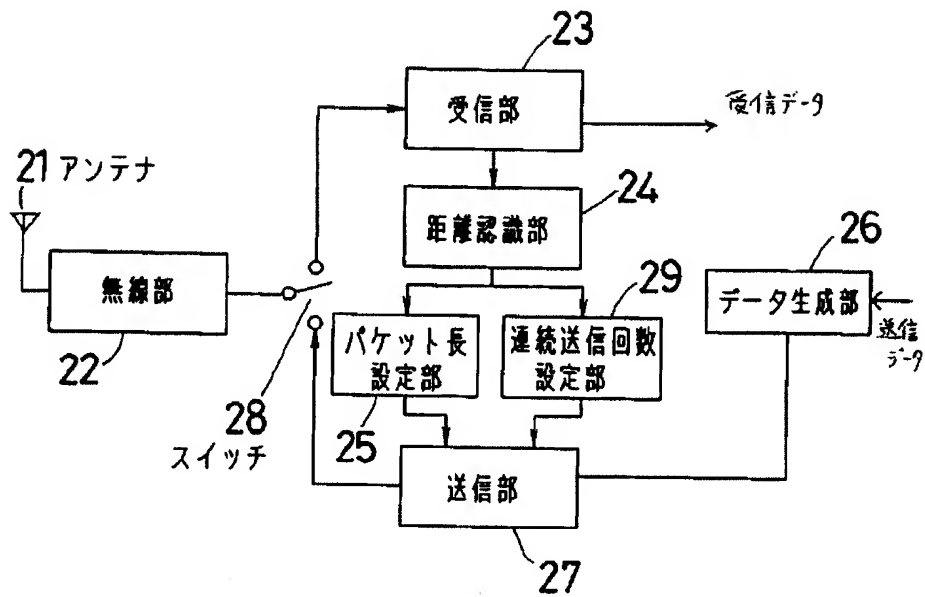 23
受信部
受信データ
21 アンテナ
24
距離認識部
26
無線部
29
データ生成部
送信
データ
22
パケット長
設定部
連続送信回数
設定部
28
スイッチ
25
送信部
27